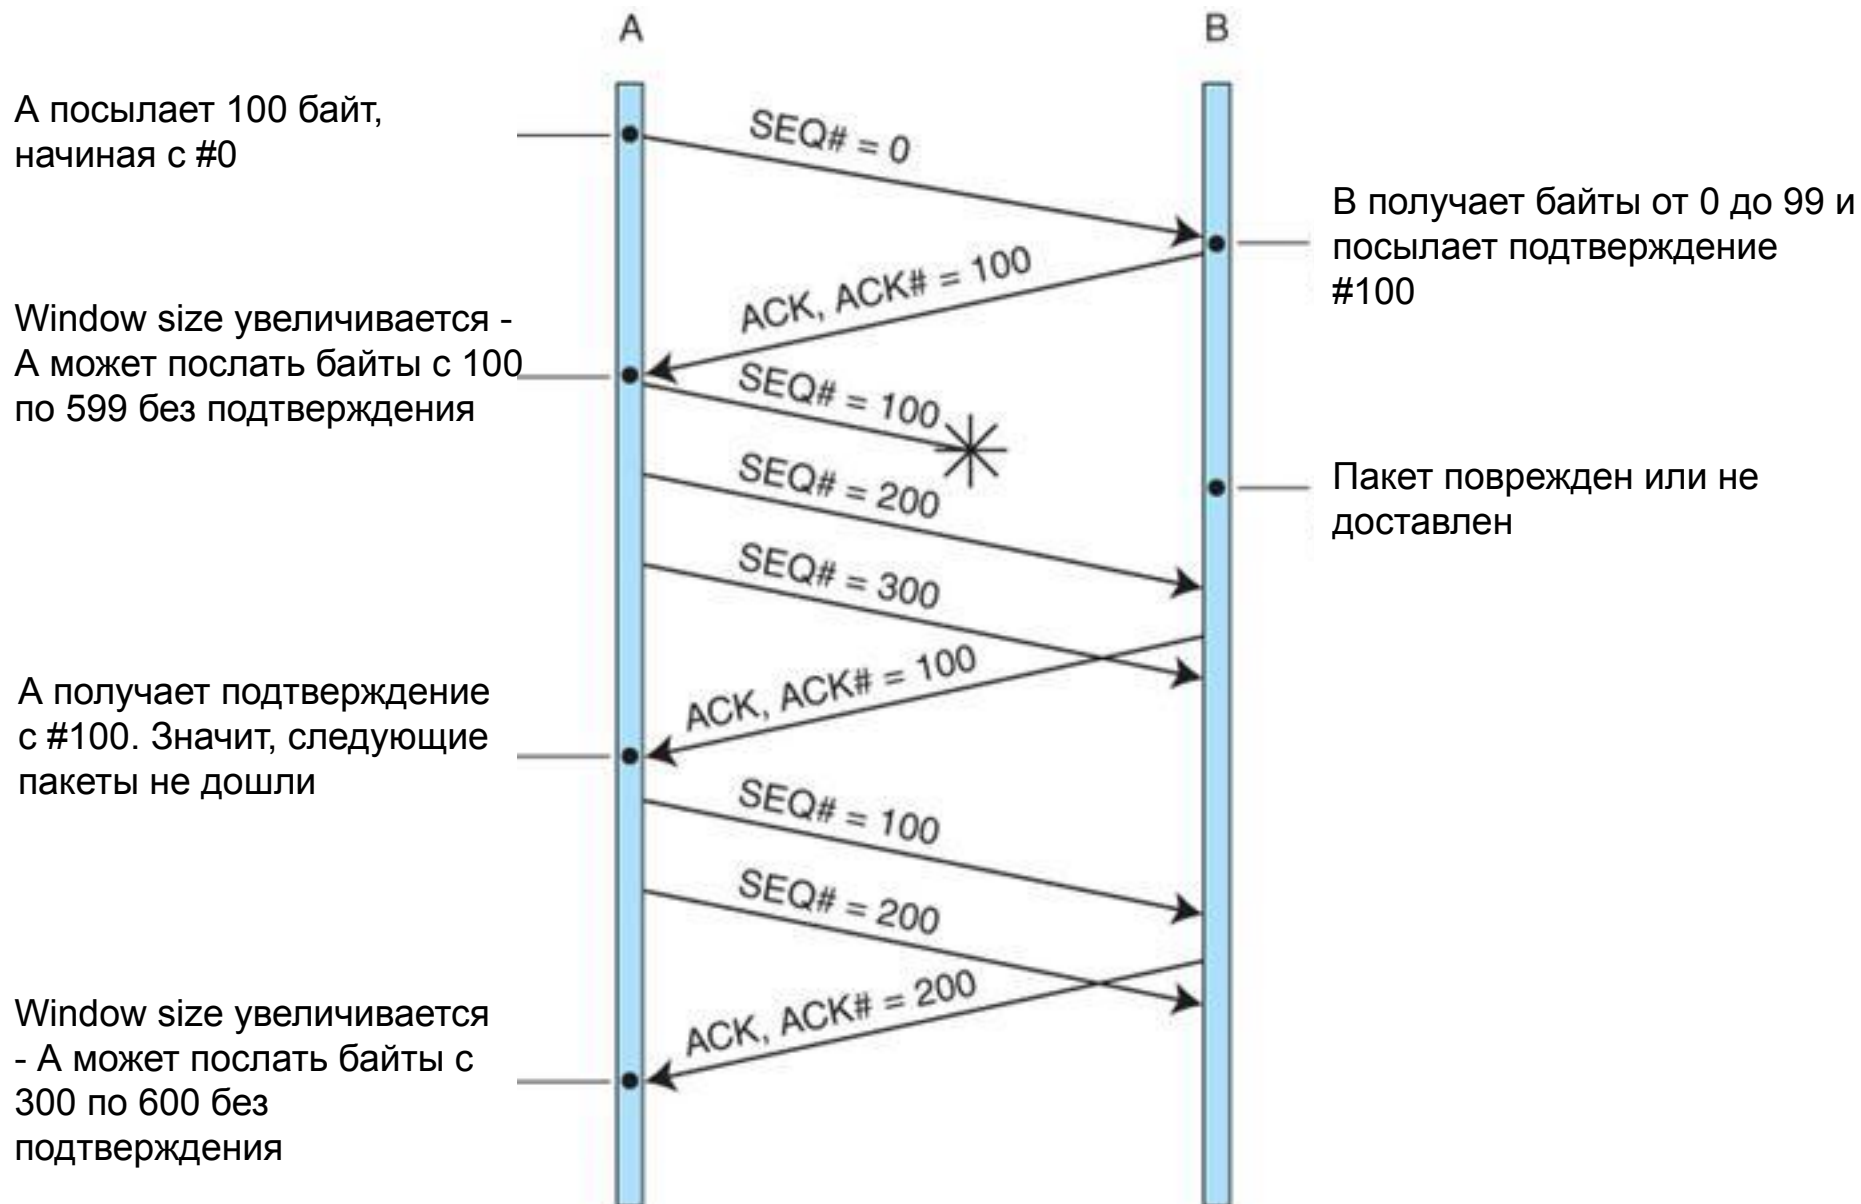 A
B
А посылает 100 байт,
начиная с #0
SEQ# = 0
В получает байты от 0 до 99 и
посылает подтверждение
#100
ACK, ACK# = 100
Window size увеличивается -
А может послать байты с 100
по 599 без подтверждения
SEQ# = 100
SEQ# = 200
Пакет поврежден или не
доставлен
SEQ# = 300
ACK, ACK# = 100
А получает подтверждение
с #100. Значит, следующие
пакеты не дошли
SEQ# = 100
SEQ# = 200
ACK, ACK# = 200
Window size увеличивается
- А может послать байты с
300 по 600 без
подтверждения